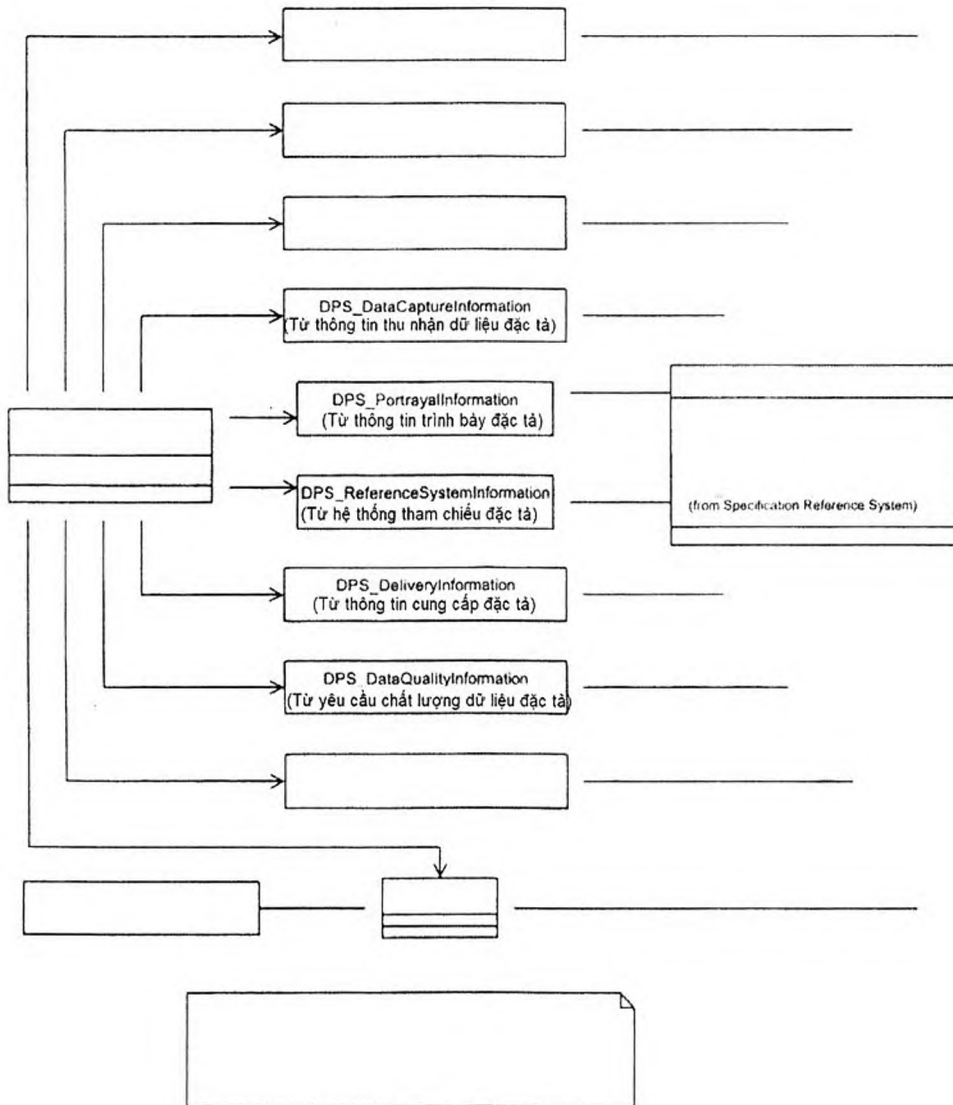 DPS_DataCaptureInformation
(Từ thông tin thu nhận dữ liệu đặc tả)
DPS_PortrayalInformation
(Từ thông tin trình bày đặc tả)
DPS_ReferenceSystemInformation
(Từ hệ thống tham chiếu đặc tả)
(from Specification Reference System)
DPS_DeliveryInformation
(Từ thông tin cung cấp đặc tả)
DPS_DataQualityInformation
(Từ yêu cầu chất lượng dữ liệu đặc tả)